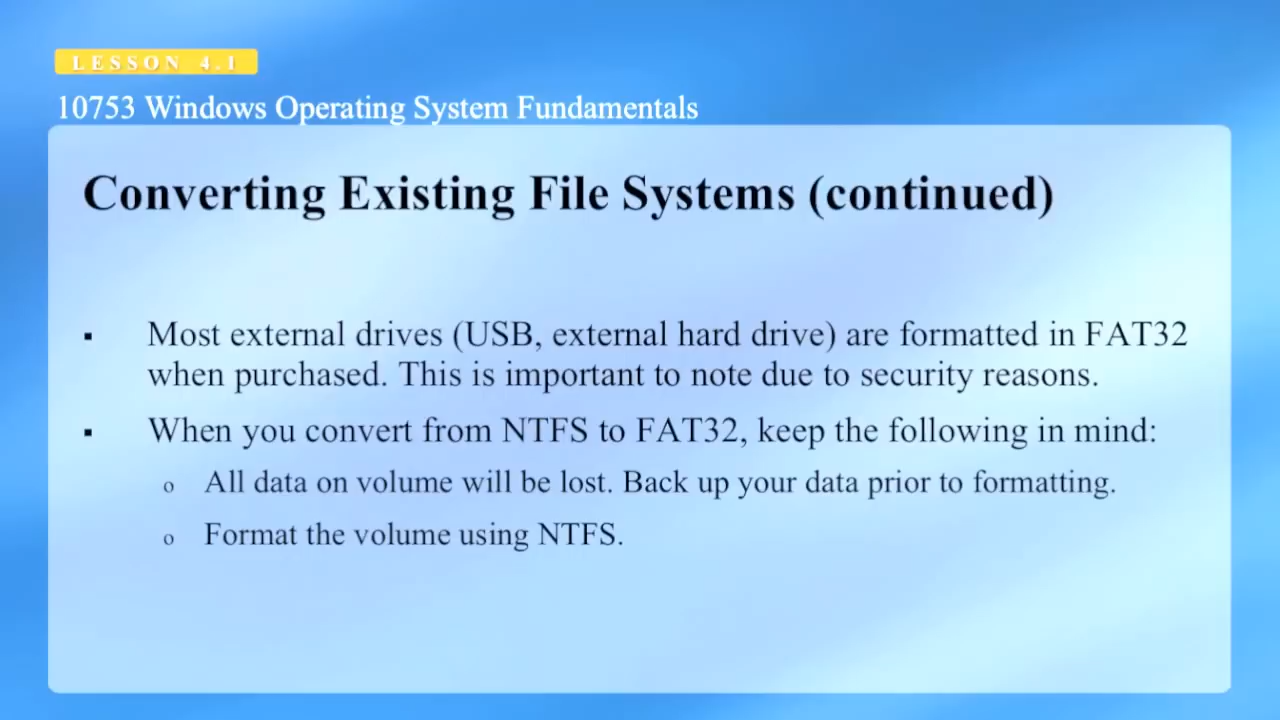 LESSON 4.1
10753 Windows Operating System Fundamentals
Converting Existing File Systems (continued)
▪ Most external drives (USB, external hard drive) are formatted in FAT32
when purchased. This is important to note due to security reasons.
▪ When you convert from NTFS to FAT32, keep the following in mind:
o All data on volume will be lost. Back up your data prior to formatting.
o Format the volume using NTFS.